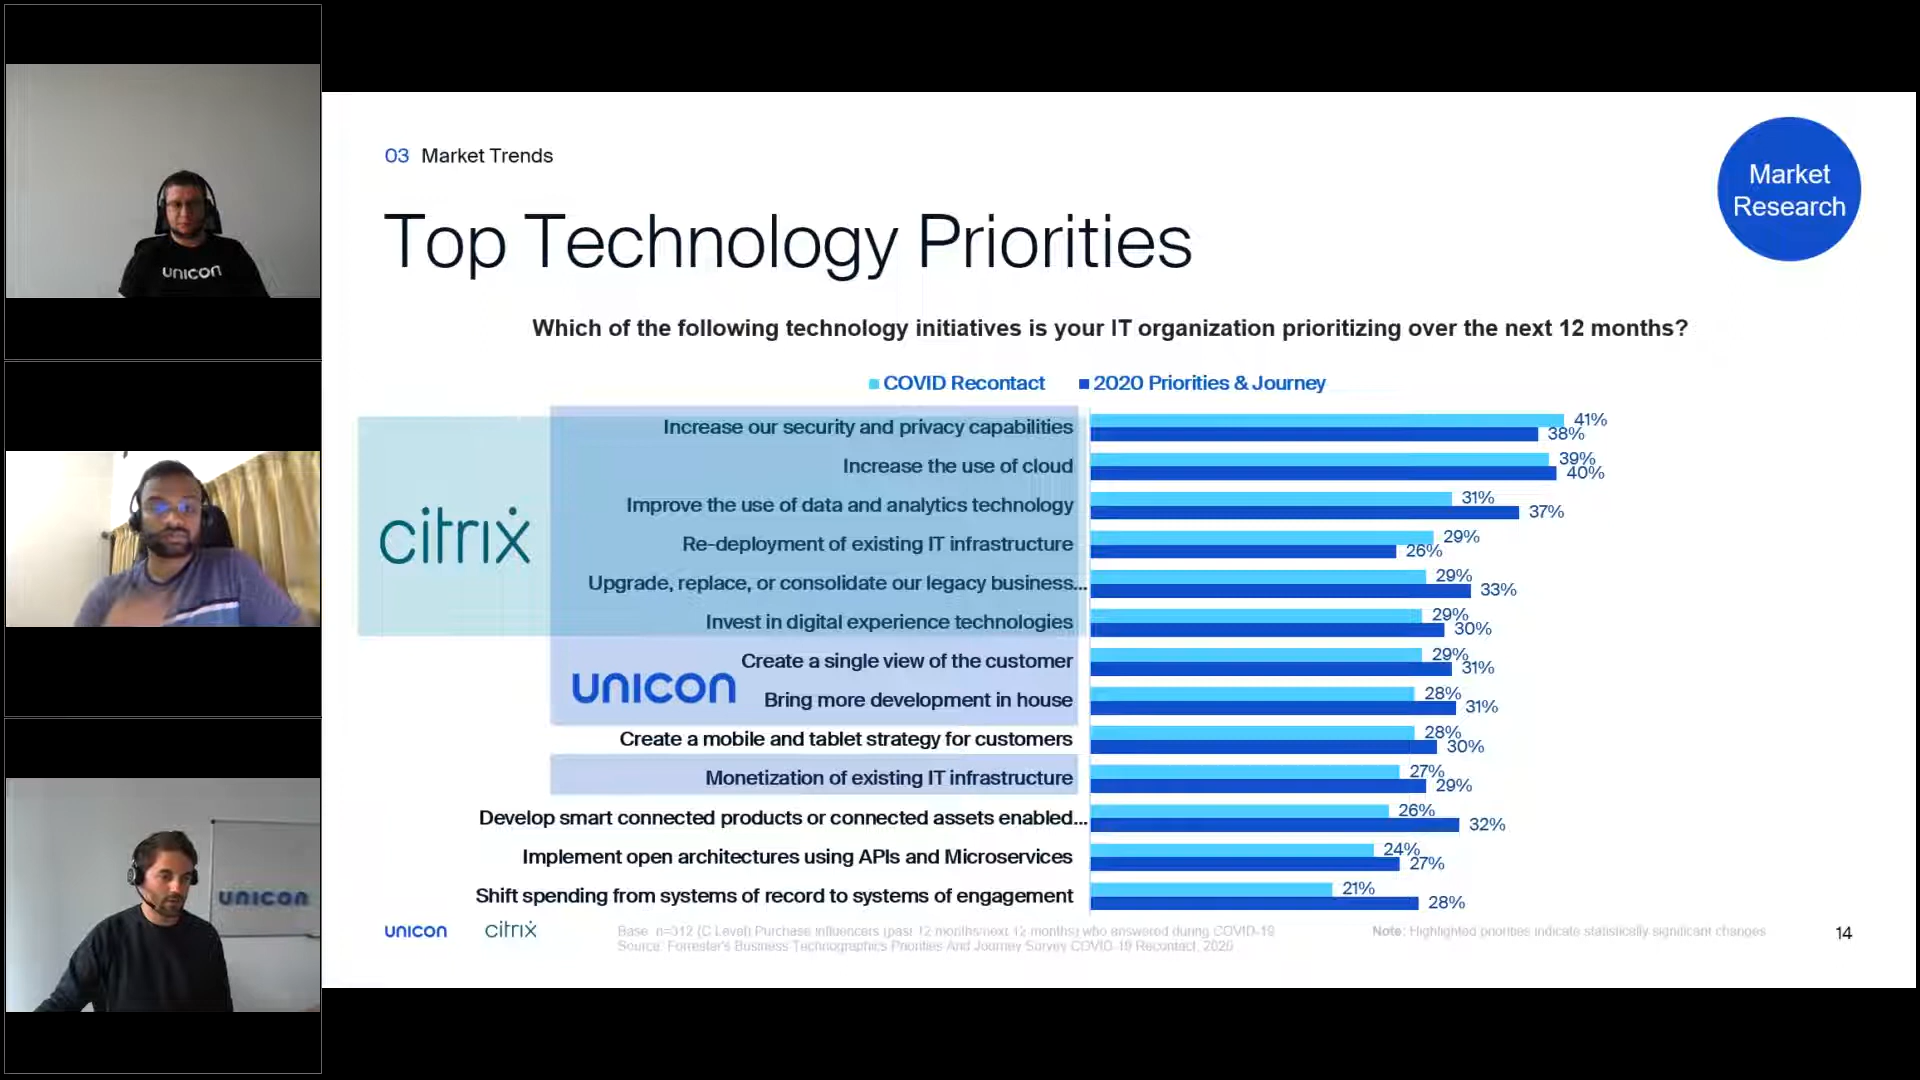 03 Market Trends
Market
Research
Top Technology Priorities
Which of the following technology initiatives is your IT organization prioritizing over the next 12 months?
COVID Recontact 2020 Priorities & Journey
Increase our security and privacy capabilities 41% 38%
Increase the use of cloud 39% 40%
Improve the use of data and analytics technology 31% 37%
Re-deployment of existing IT infrastructure 29% 26%
citrix
Upgrade, replace, or consolidate our legacy business... 29% 33%
Invest in digital experience technologies 29% 30%
Create a single view of the customer 29% 31%
unicon
Bring more development in house 28% 31%
Create a mobile and tablet strategy for customers 28% 30%
Monetization of existing IT infrastructure 27% 29%
Develop smart connected products or connected assets enabled... 26% 32%
Implement open architectures using APIs and Microservices 24% 27%
Shift spending from systems of record to systems of engagement 21% 28%
unicon citrix
Base: n=312 (C Level) Purchase influencers (past 12 months/next 12 months) who answered during COVID-19
Source: Forrester's Business Technographics Priorities And Journey Survey COVID-19 Recontact, 2020
Note: Highlighted priorities indicate statistically significant changes
14
unicon
unicon